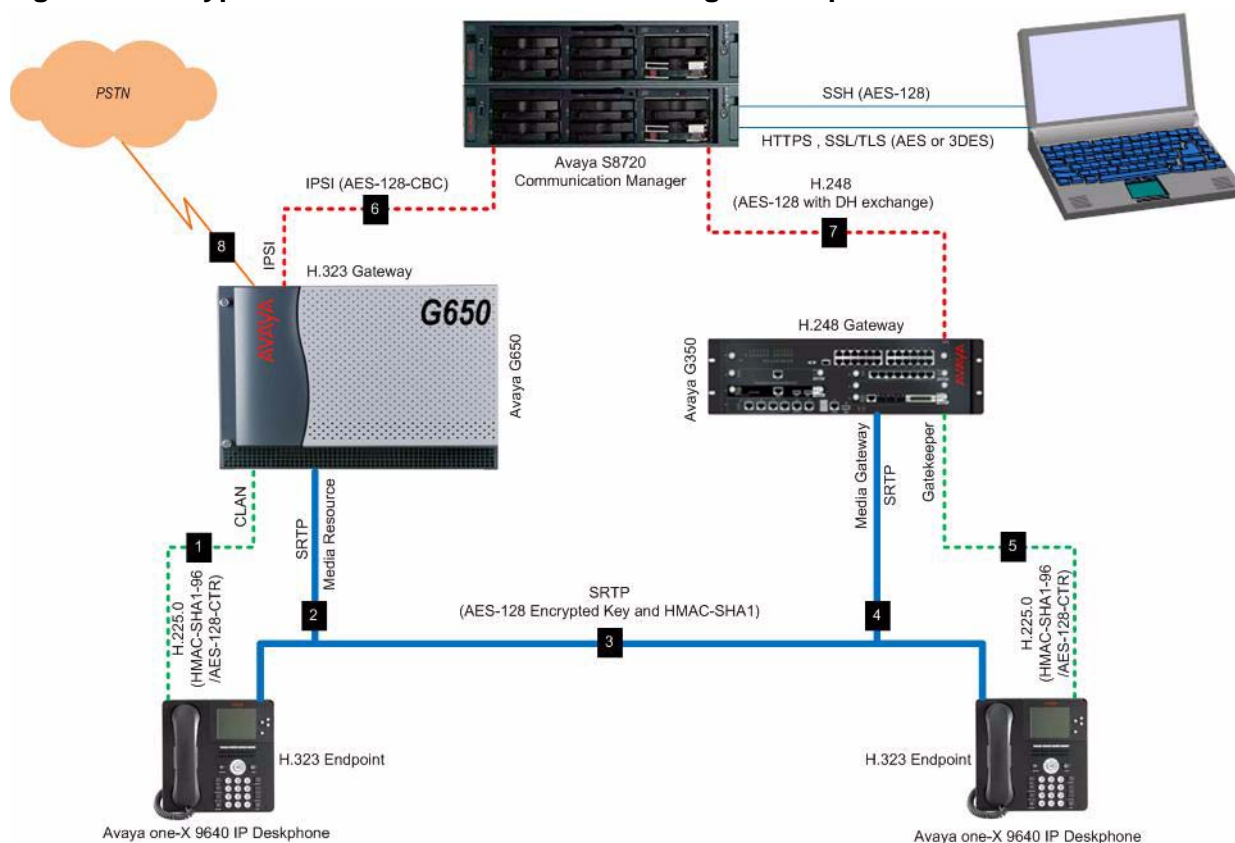 PSTN
SSH (AES-128)
HTTPS , SSL/TLS (AES or 3DES)
Avaya S8720
Communication Manager
IPSI (AES-128-CBC)
6
H.248
(AES-128 with DH exchange)
7
8
IPSI
H.323 Gateway
G650
AVAYA
Avaya G650
H.248 Gateway
AVAYA
Avaya G350
CLAN
SRTP
Media Resource
Media Gateway
SRTP
Gatekeeper
1
5
H.225.0
(HMAC-SHA1-96
/AES-128-CTR)
2
SRTP
(AES-128 Encrypted Key and HMAC-SHA1)
3
4
H.225.0
(HMAC-SHA1-96
/AES-128-CTR)
H.323 Endpoint
H.323 Endpoint
Avaya one-X 9640 IP Deskphone
Avaya one-X 9640 IP Deskphone